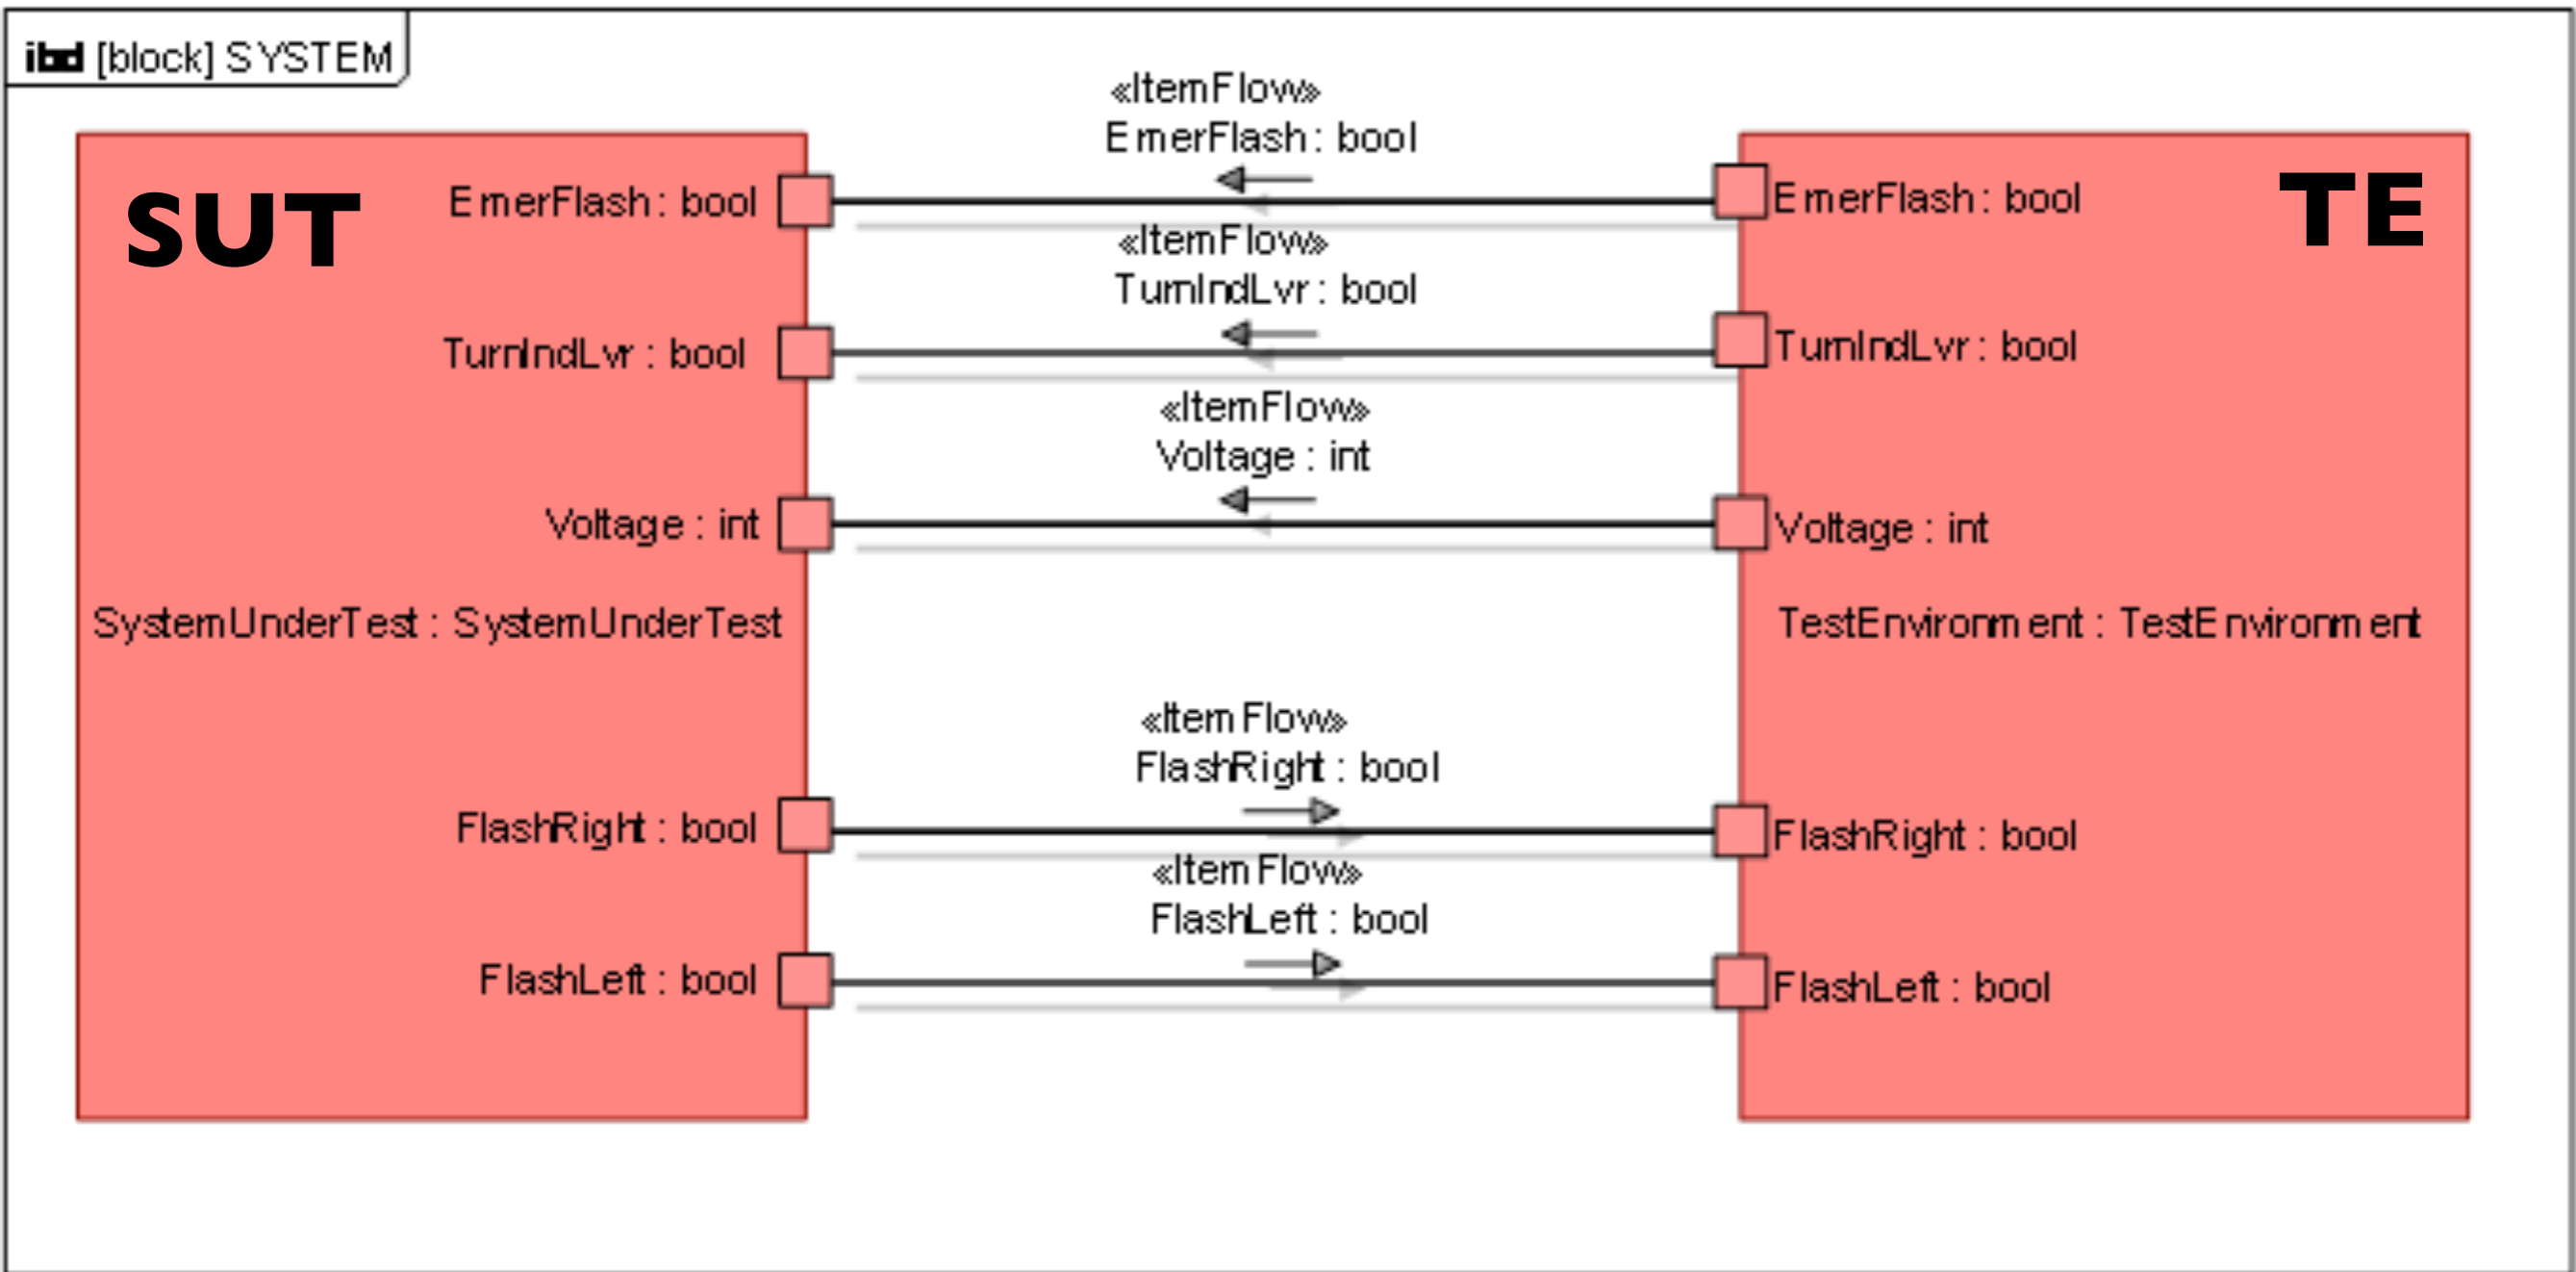 ibd [block] SYSTEM
SUT
EmerFlash : bool
TurnIndLvr : bool
Voltage : int
SystemUnderTest : SystemUnderTest
FlashRight : bool
FlashLeft : bool
«ItemFlow»
EmerFlash : bool
«ItemFlow»
TurnIndLvr : bool
«ItemFlow»
Voltage : int
«ItemFlow»
FlashRight : bool
«ItemFlow»
FlashLeft : bool
TE
EmerFlash : bool
TurnIndLvr : bool
Voltage : int
TestEnvironment : TestEnvironment
FlashRight : bool
FlashLeft : bool